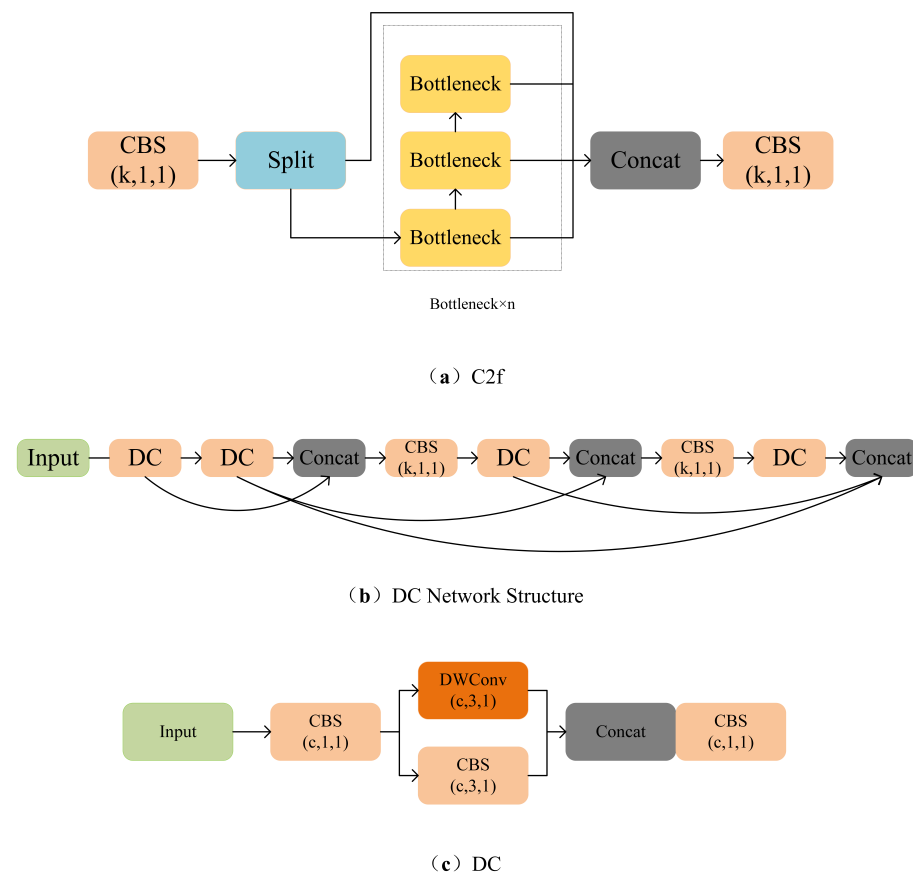 Bottleneck
CBS
(k,1,1)
Split
Bottleneck
Concat
CBS
(k,1,1)
Bottleneck
Bottleneck×n
（a）C2f
Input
DC
DC
Concat
CBS
(k,1,1)
DC
Concat
CBS
(k,1,1)
DC
Concat
（b）DC Network Structure
DWConv
(c,3,1)
Input
CBS
(c,1,1)
Concat
CBS
(c,1,1)
CBS
(c,3,1)
（c）DC